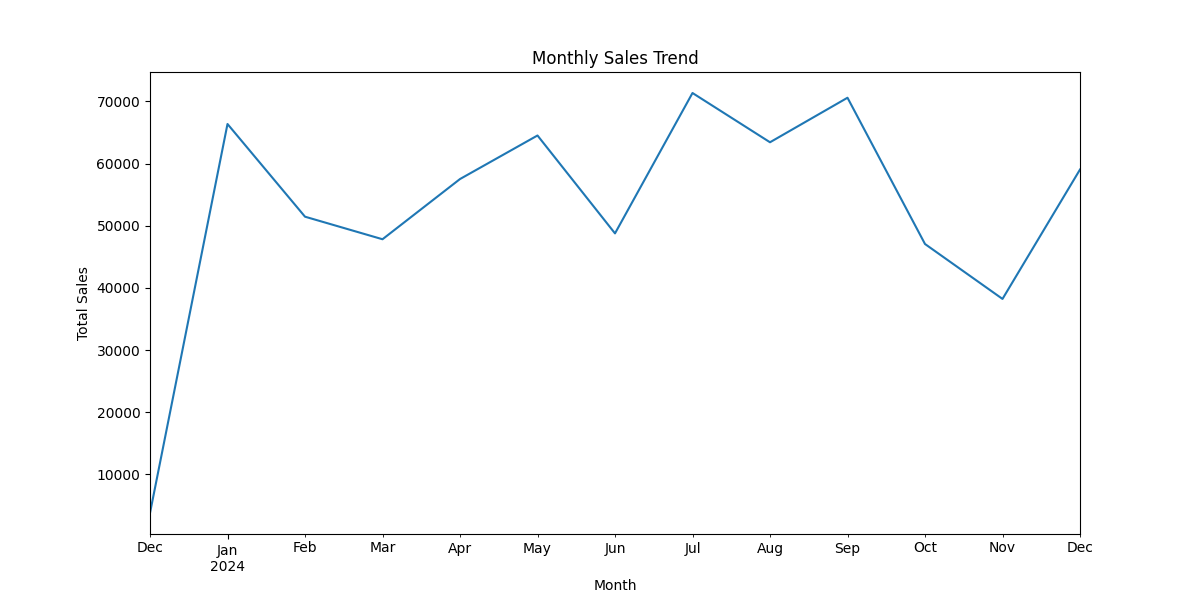 Monthly Sales Trend
Total Sales
70000
60000
50000
40000
30000
20000
10000
Dec Jan Feb Mar Apr May Jun Jul Aug Sep Oct Nov Dec
2024
Month